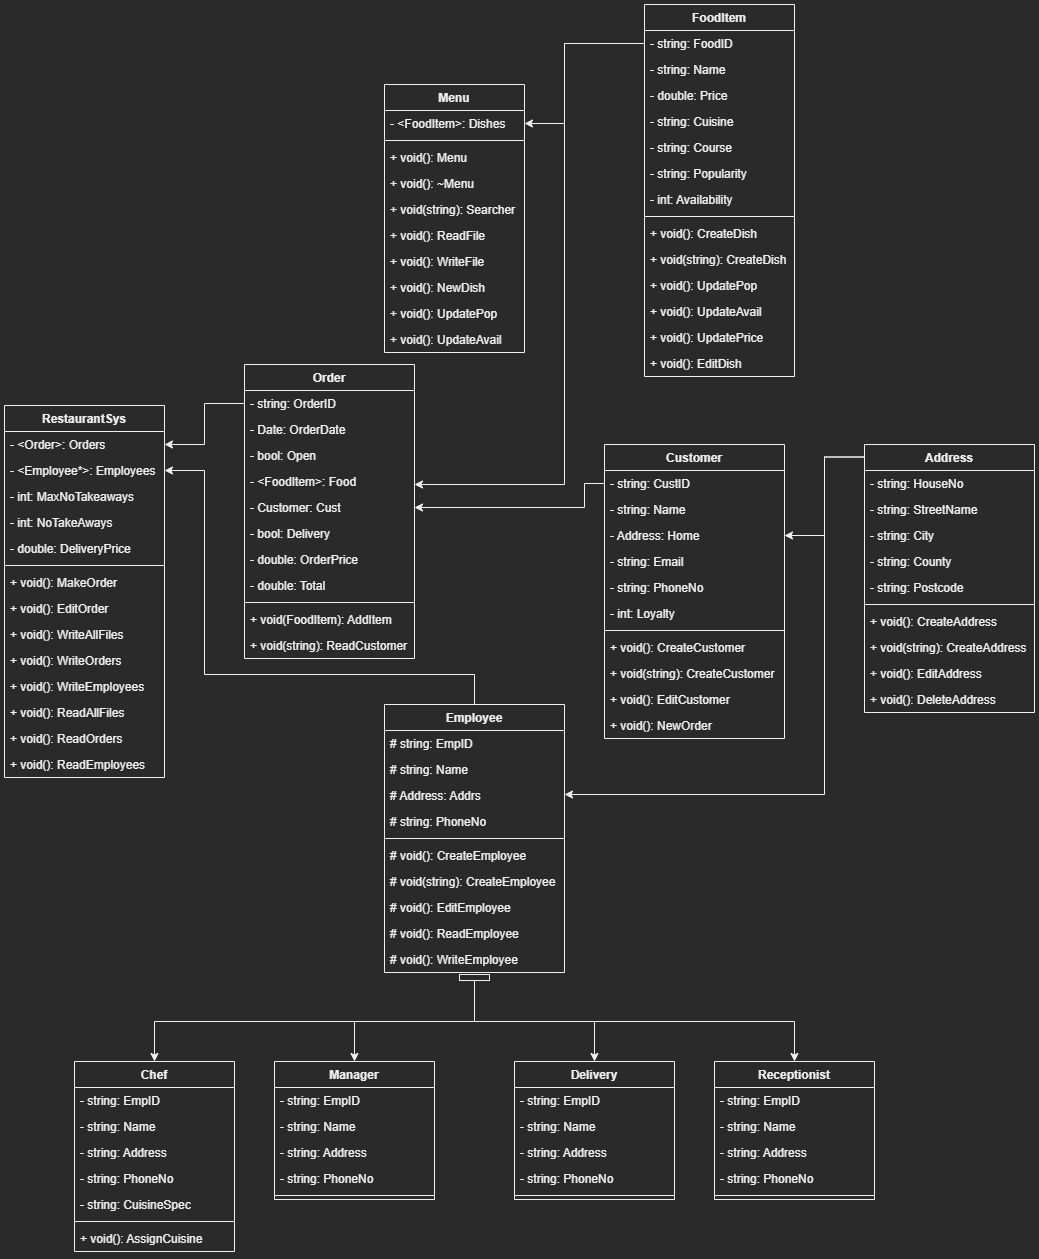 FoodItem
- string: FoodID
- string: Name
- double: Price
- string: Cuisine
- string: Course
- string: Popularity
- int: Availability
+ void(): CreateDish
+ void(string): CreateDish
+ void(): UpdatePop
+ void(): UpdateAvail
+ void(): UpdatePrice
+ void(): EditDish
Menu
- <FoodItem>: Dishes
+ void(): Menu
+ void(): ~Menu
+ void(string): Searcher
+ void(): ReadFile
+ void(): WriteFile
+ void(): NewDish
+ void(): UpdatePop
+ void(): UpdateAvail
Order
- string: OrderID
- Date: OrderDate
- bool: Open
- <FoodItem>: Food
- Customer: Cust
- bool: Delivery
- double: OrderPrice
- double: Total
+ void(FoodItem): AddItem
+ void(string): ReadCustomer
RestaurantSys
- <Order>: Orders
- <Employee*>: Employees
- int: MaxNoTakeaways
- int: NoTakeAways
- double: DeliveryPrice
+ void(): MakeOrder
+ void(): EditOrder
+ void(): WriteAllFiles
+ void(): WriteOrders
+ void(): WriteEmployees
+ void(): ReadAllFiles
+ void(): ReadOrders
+ void(): ReadEmployees
Customer
- string: CustID
- string: Name
- Address: Home
- string: Email
- string: PhoneNo
- int: Loyalty
+ void(): CreateCustomer
+ void(string): CreateCustomer
+ void(): EditCustomer
+ void(): NewOrder
Address
- string: HouseNo
- string: StreetName
- string: City
- string: County
- string: Postcode
+ void(): CreateAddress
+ void(string): CreateAddress
+ void(): EditAddress
+ void(): DeleteAddress
Employee
# string: EmpID
# string: Name
# Address: Addrs
# string: PhoneNo
# void(): CreateEmployee
# void(string): CreateEmployee
# void(): EditEmployee
# void(): ReadEmployee
# void(): WriteEmployee
Chef
- string: EmpID
- string: Name
- string: Address
- string: PhoneNo
- string: CuisineSpec
+ void(): AssignCuisine
Manager
- string: EmpID
- string: Name
- string: Address
- string: PhoneNo
Delivery
- string: EmpID
- string: Name
- string: Address
- string: PhoneNo
Receptionist
- string: EmpID
- string: Name
- string: Address
- string: PhoneNo